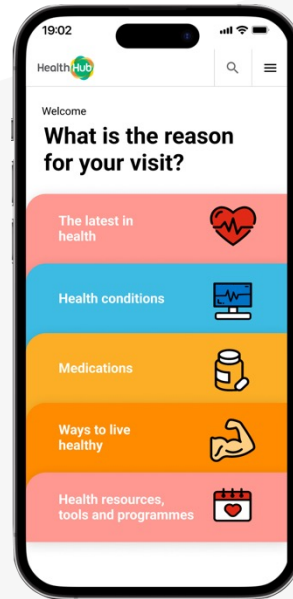 19:02
HealthHub
Welcome
What is the reason
for your visit?
The latest in
health
Health conditions
Medications
Ways to live
healthy
Health resources,
tools and programmes